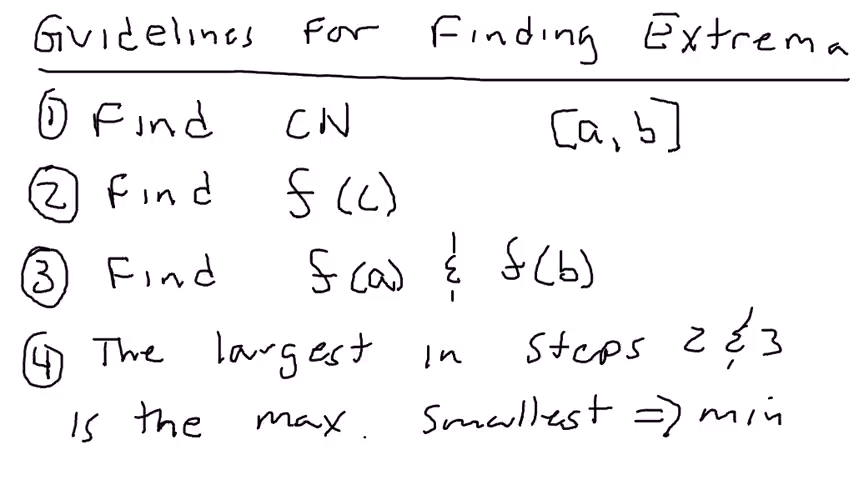 Guidelines for Finding Extrema
① Find CN [a, b]
② Find f(c)
③ Find f(a) & f(b)
④ The largest in steps 2 & 3
is the max. Smallest => min